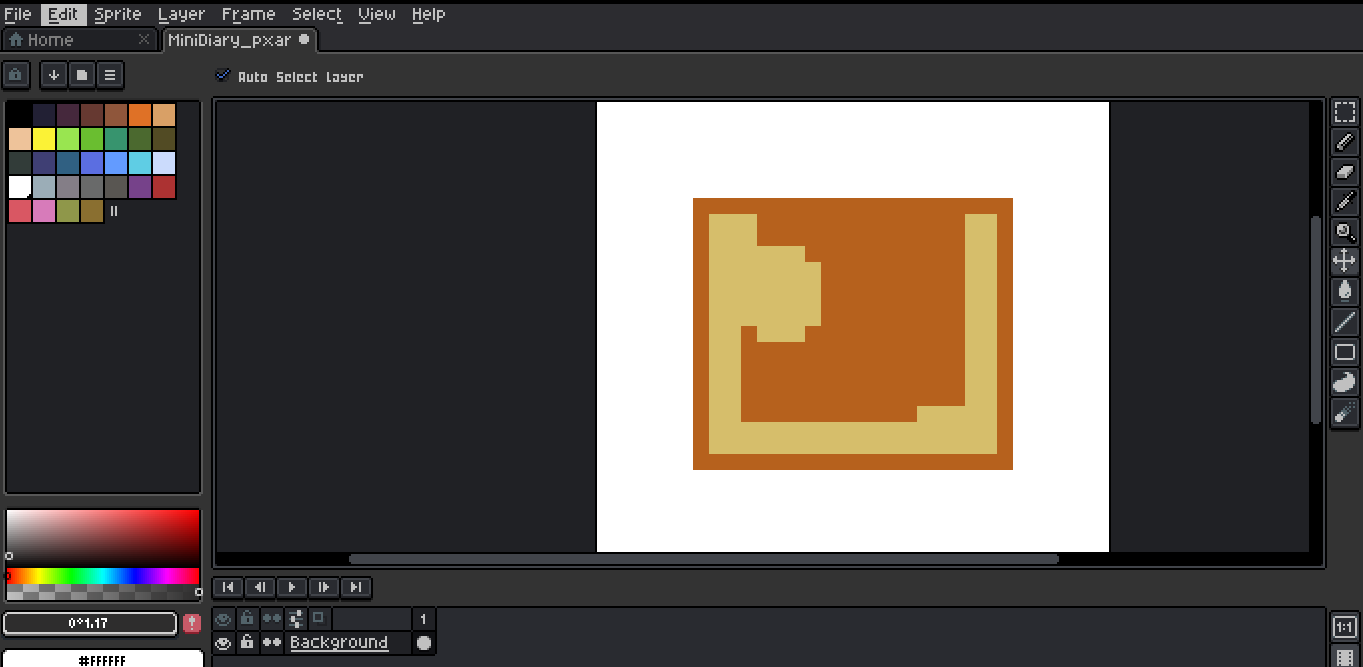 File Edit Sprite Layer Frame Select View Help
Home MiniDiary_pxar
Auto Select Layer
0°1.17
#FFFFFF
1
Background
1:1